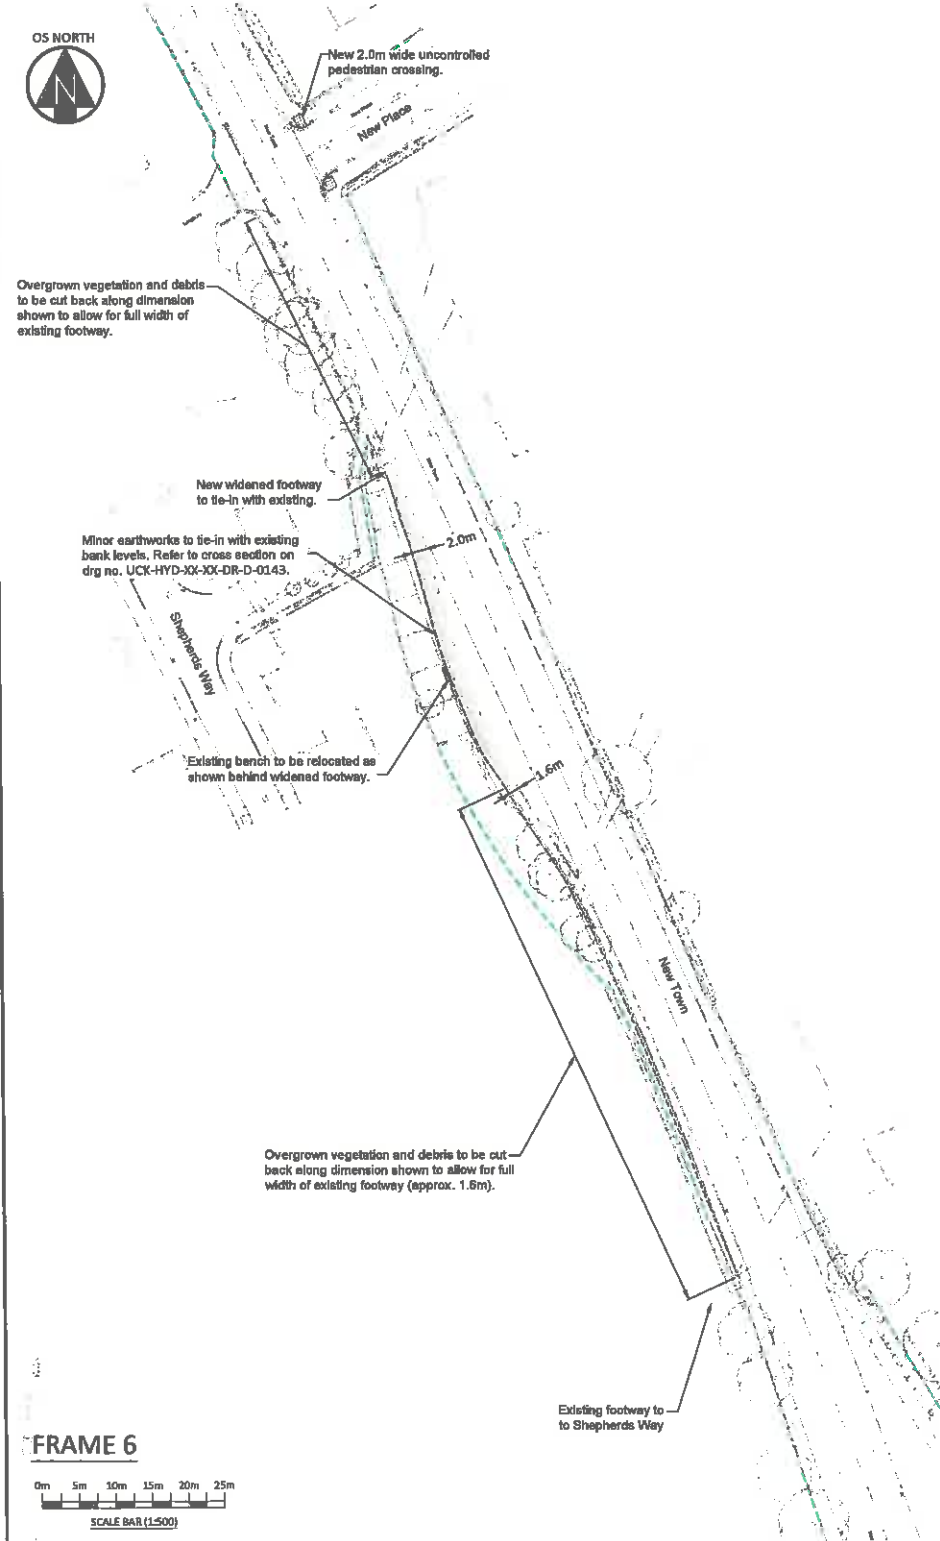 OS NORTH
N
New 2.0m wide uncontrolled
pedestrian crossing.
New Place
Overgrown vegetation and debris
to be cut back along dimension
shown to allow for full width of
existing footway.
New widened footway
to tie-in with existing.
Minor earthworks to tie-in with existing
bank levels. Refer to cross section on
drg no. UCK-HYD-XX-XX-DR-D-0143.
2.0m
Shepherds Way
Existing bench to be relocated as
shown behind widened footway.
1.6m
New Town
Overgrown vegetation and debris to be cut
back along dimension shown to allow for full
width of existing footway (approx. 1.6m).
Existing footway to
to Shepherds Way
FRAME 6
0m 5m 10m 15m 20m 25m
SCALE BAR (1:500)